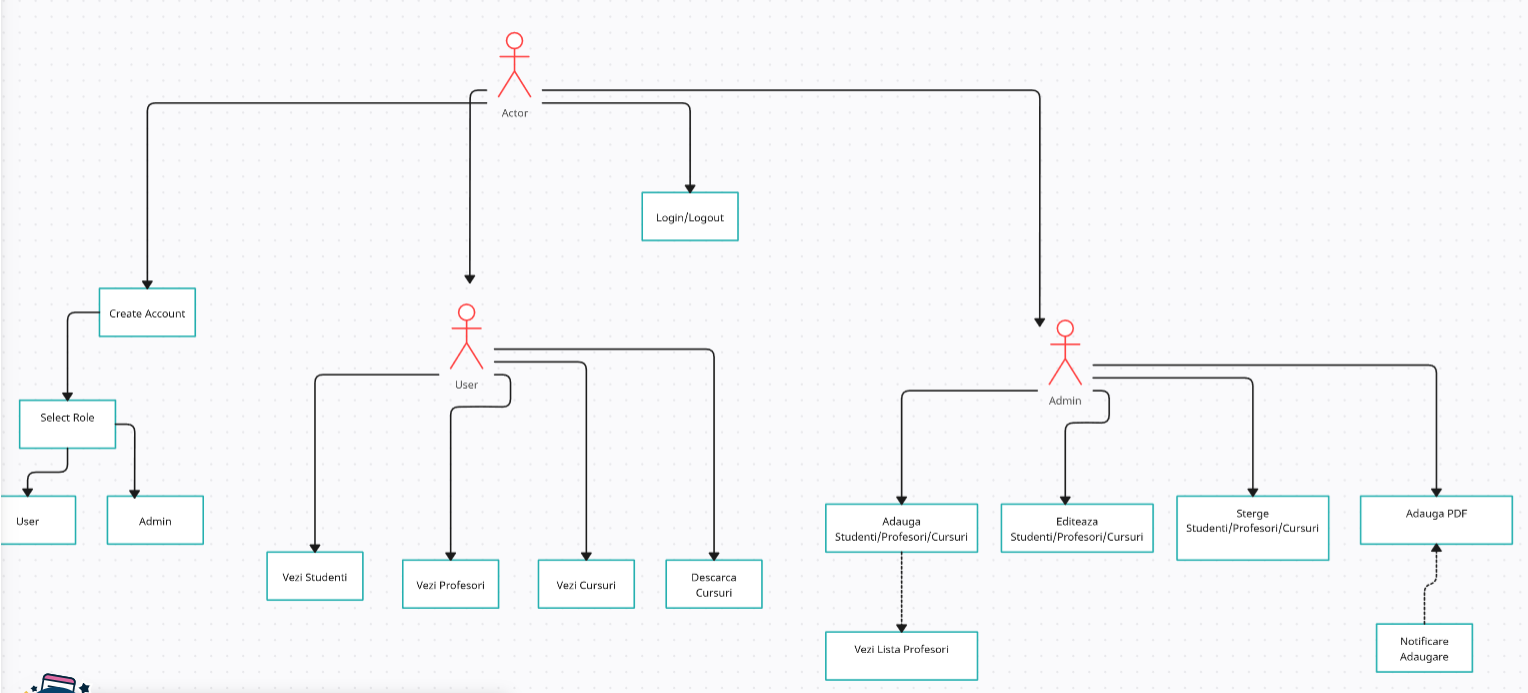 Actor
Login/Logout
Create Account
User
Admin
Select Role
User
Admin
Vezi Studenti
Vezi Profesori
Vezi Cursuri
Descarca
Cursuri
Adauga
Studenti/Profesori/Cursuri
Editeaza
Studenti/Profesori/Cursuri
Sterge
Studenti/Profesori/Cursuri
Adauga PDF
Vezi Lista Profesori
Notificare
Adaugare